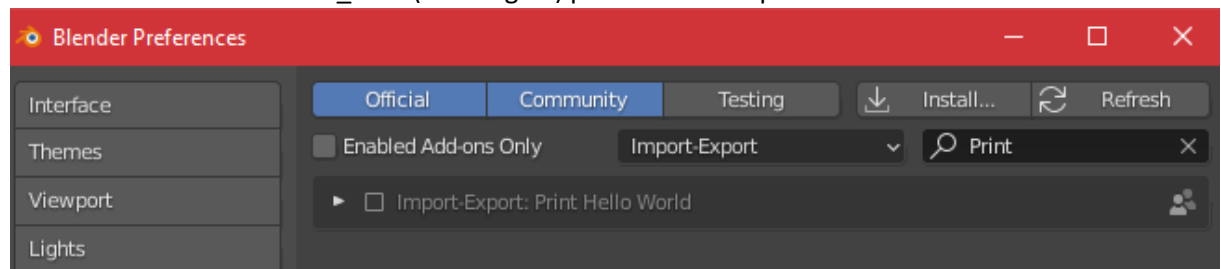 Blender Preferences
Interface
Official Community Testing Install... Refresh
Themes
Enabled Add-ons Only Import-Export Print
Viewport
Import-Export: Print Hello World
Lights